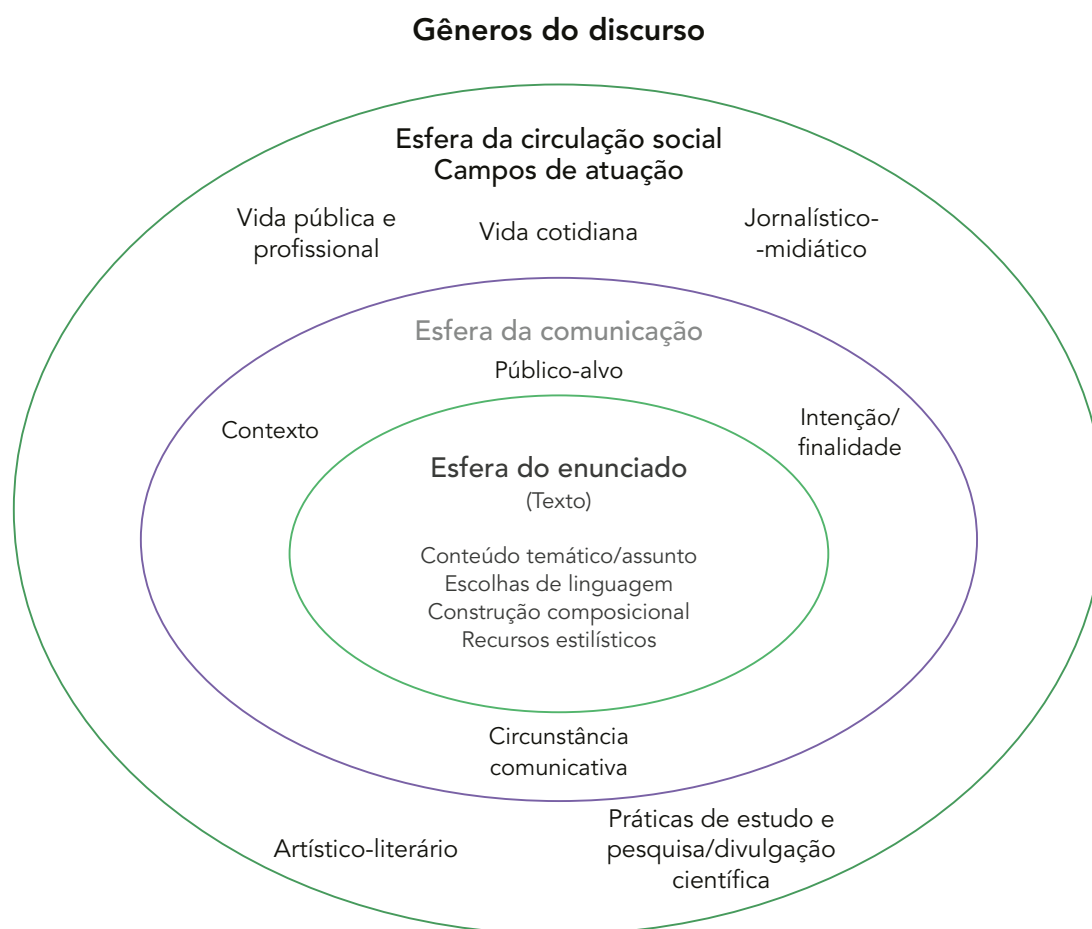 Gêneros do discurso
Esfera da circulação social
Campos de atuação
Vida pública e
profissional
Vida cotidiana
Jornalístico-
-midiático
Esfera da comunicação
Público-alvo
Contexto
Intenção/
finalidade
Esfera do enunciado
(Texto)
Conteúdo temático/assunto
Escolhas de linguagem
Construção composicional
Recursos estilísticos
Circunstância
comunicativa
Artístico-literário
Práticas de estudo e
pesquisa/divulgação
científica